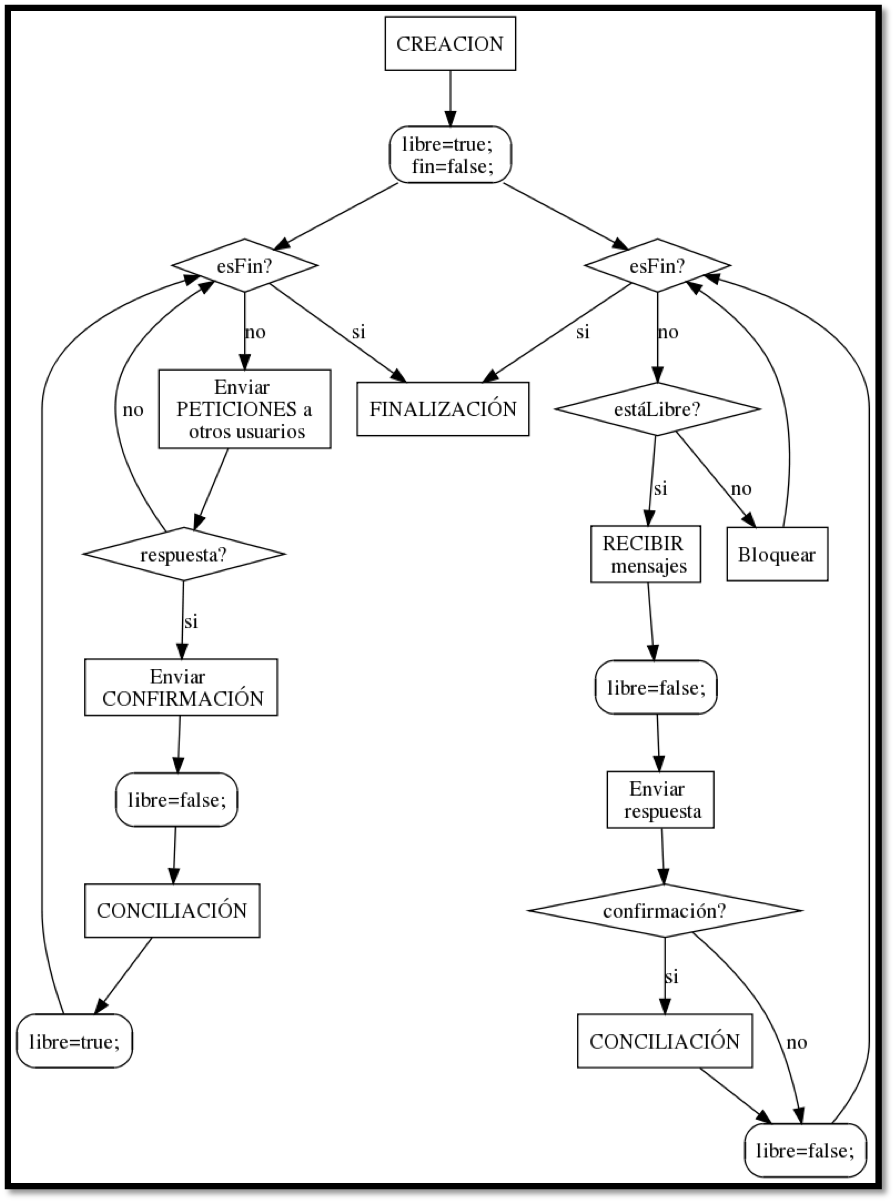 CREACION
libre=true;
fin=false;
esFin?
esFin?
no
si
si
no
Enviar
PETICIONES a
otros usuarios
FINALIZACIÓN
estáLibre?
no
si
no
respuesta?
RECIBIR
mensajes
Bloquear
si
Enviar
CONFIRMACIÓN
libre=false;
libre=false;
Enviar
respuesta
CONCILIACIÓN
confirmación?
si
libre=true;
CONCILIACIÓN
no
libre=false;